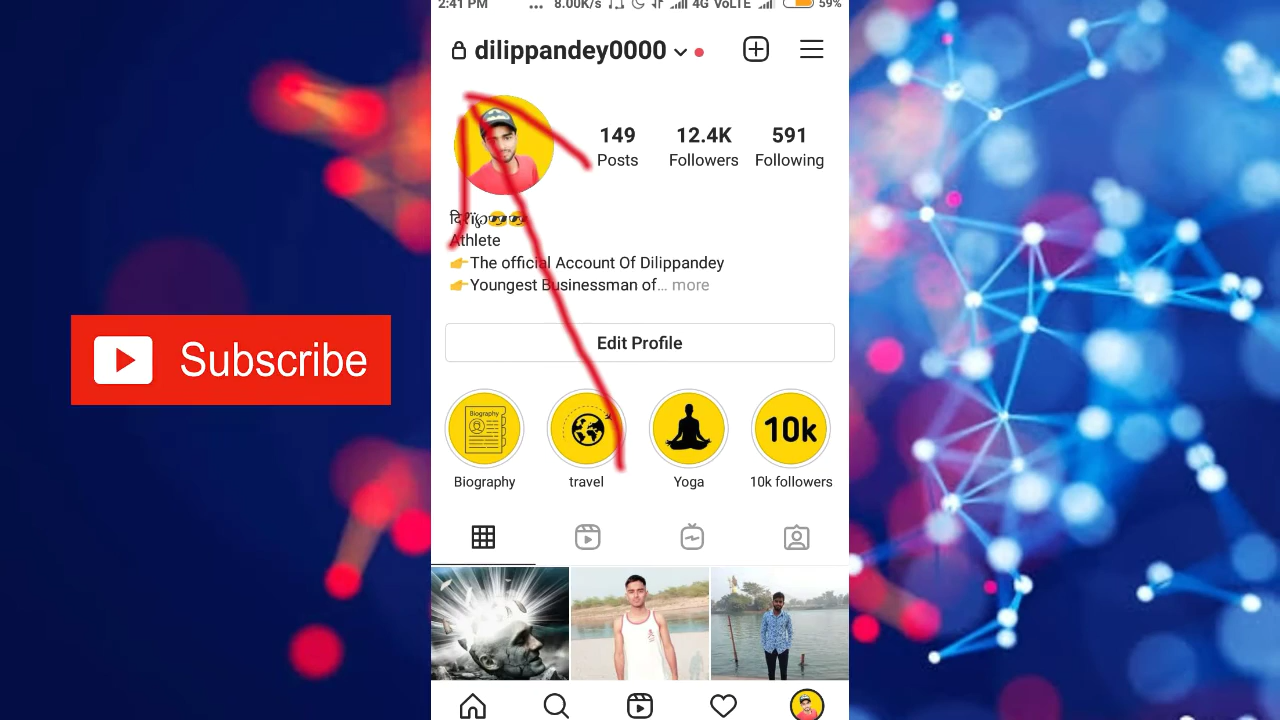 2:41 PM ... 8.00K/s 4G VoLTE 59%
dilippandey0000
149 12.4K 591
Posts Followers Following
Athlete
👉The official Account Of Dilippandey
👉Youngest Businessman of... more
Edit Profile
Subscribe
Biography
10k
Biography travel Yoga 10k followers